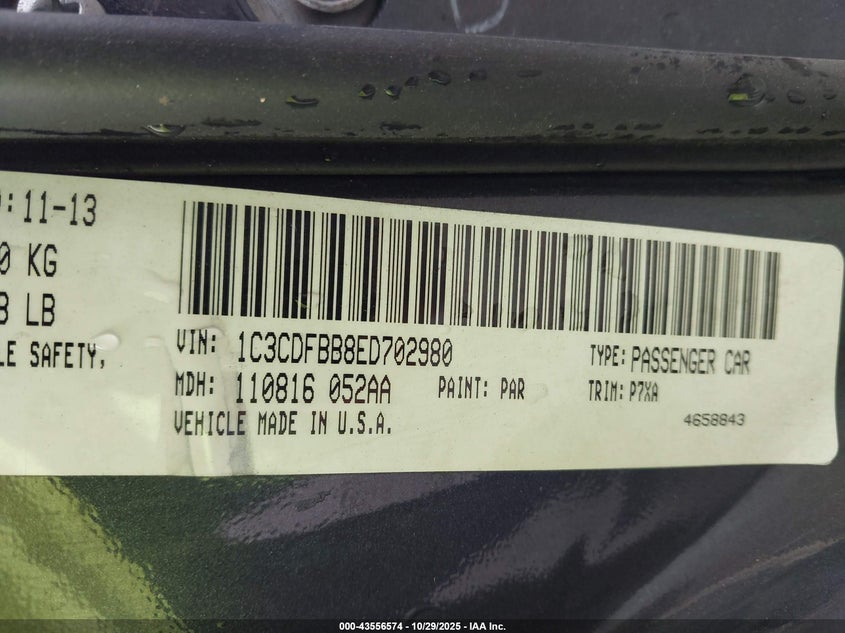 : 11-13
0 KG
LB
LE SAFETY,
VIN: 1C3CDFBB8ED702980
TYPE: PASSENGER CAR
MDH: 110816 052AA
PAINT: PAR
TRIM: P7XA
VEHICLE MADE IN U.S.A.
4658843
000-43556574 - 10/29/2025 - IAA Inc.